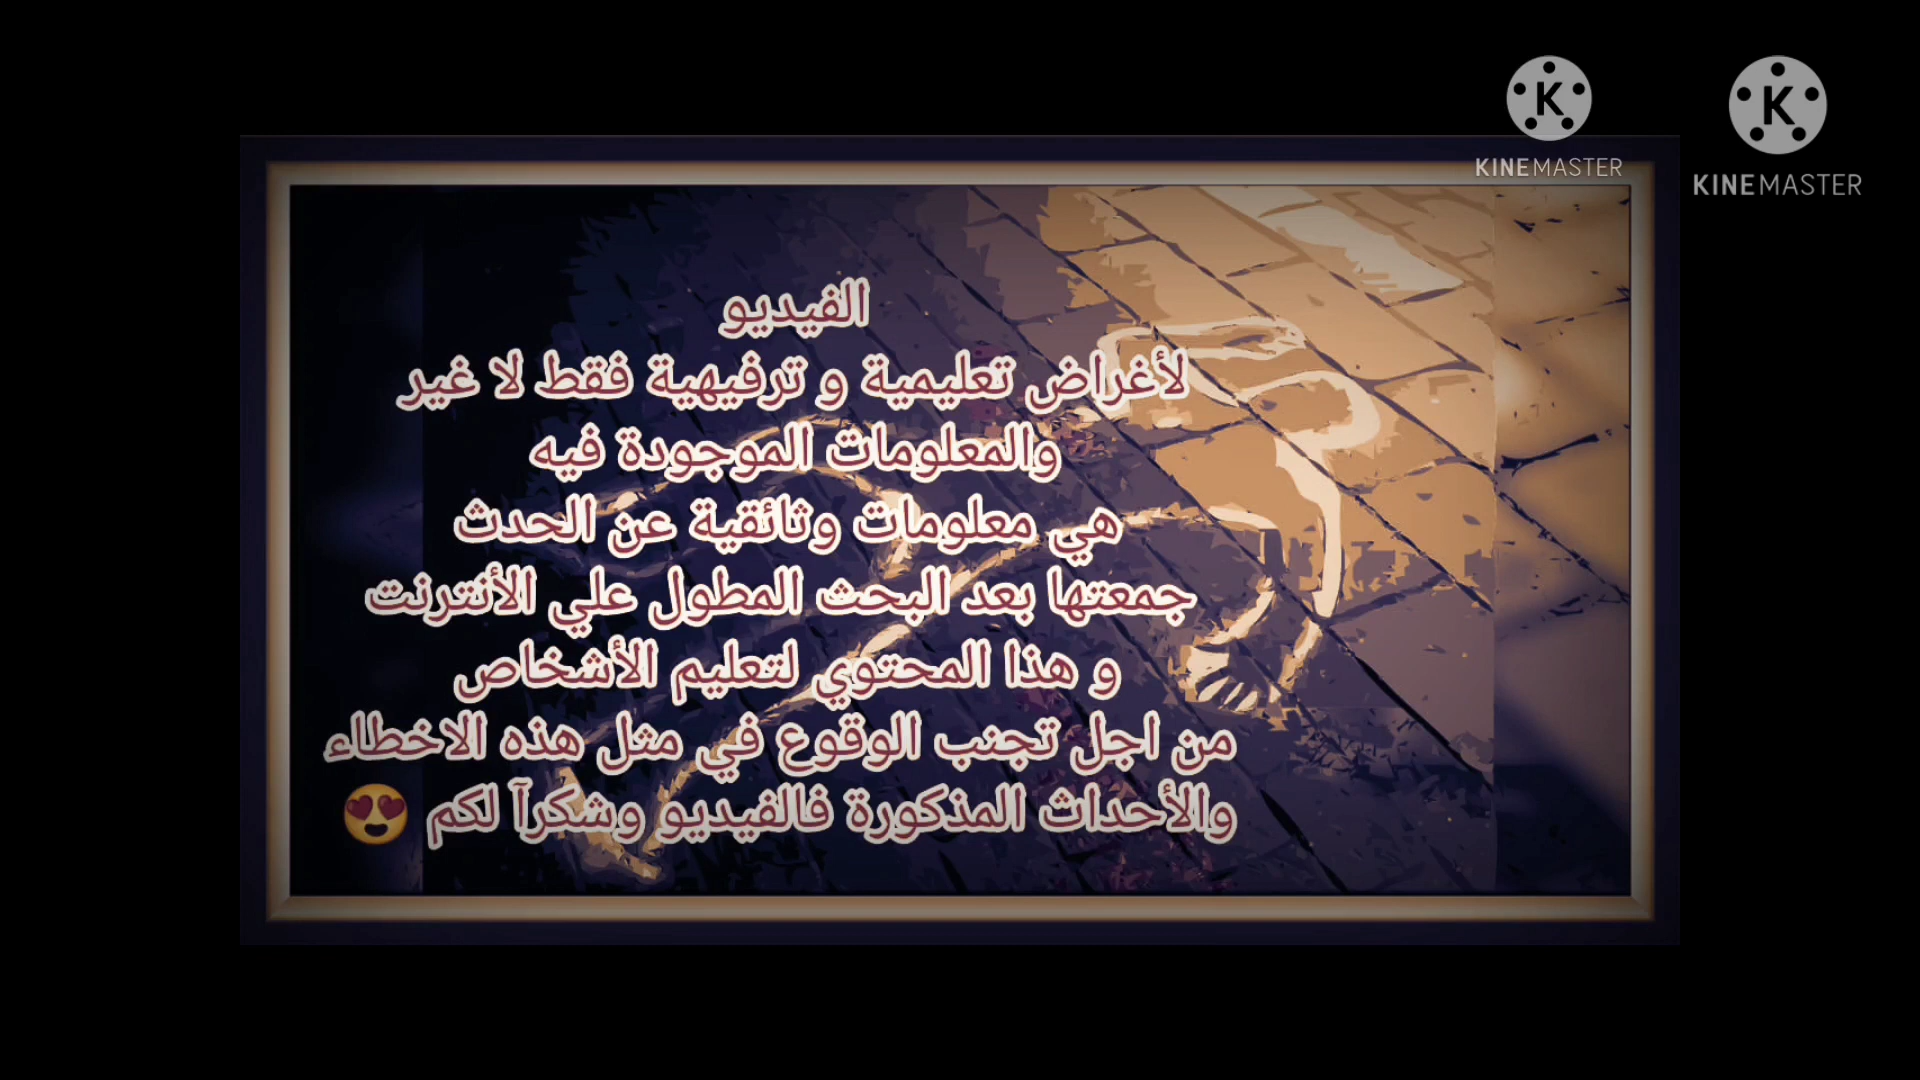 KINEMASTER
KINEMASTER
الفيديو
لأغراض تعليمية و ترفيهية فقط لا غير
والمعلومات الموجودة فيه
هي معلومات وثائقية عن الحدث
جمعتها بعد البحث المطول علي الأنترنت
و هذا المحتوي لتعليم الأشخاص
من اجل تجنب الوقوع في مثل هذه الاخطاء
والأحداث المذكورة فالفيديو وشكرآ لكم 😍